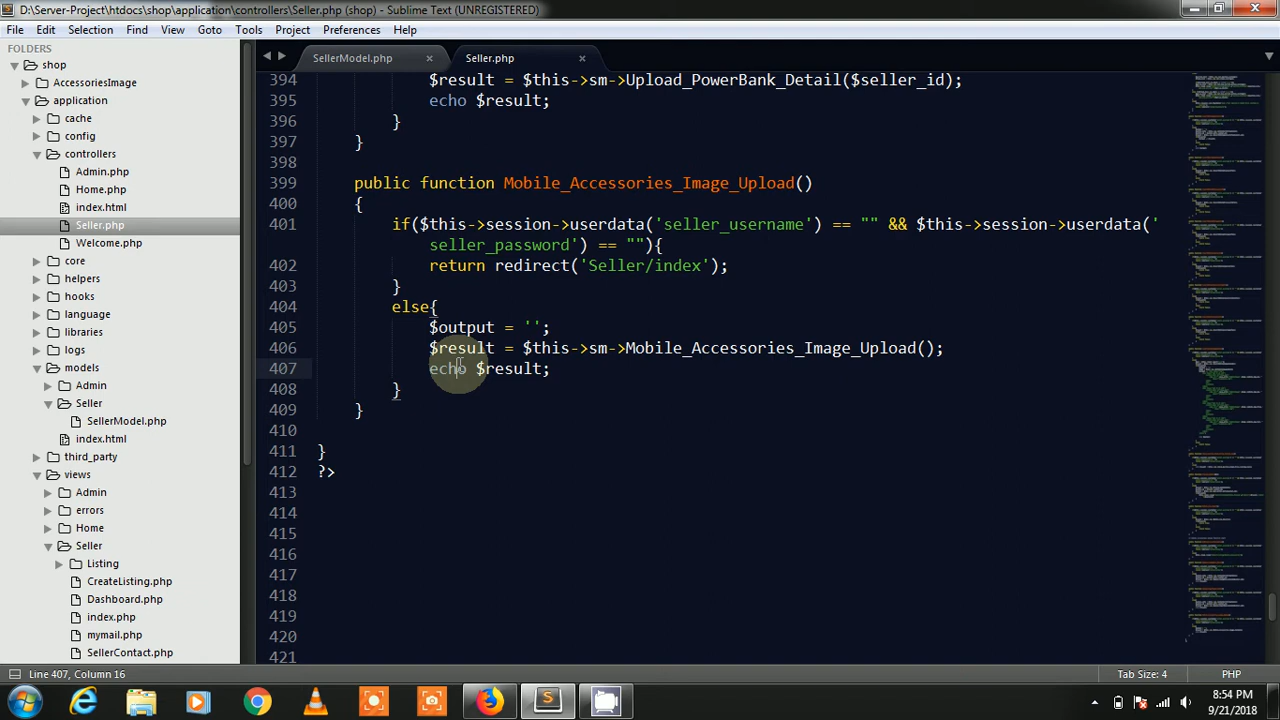 D:\Server-Project\htdocs\shop\application\controllers\Seller.php (shop) - Sublime Text (UNREGISTERED)
File Edit Selection Find View Goto Tools Project Preferences Help
FOLDERS
shop
AccessoriesImage
application
cache
config
controllers
Admin.php
Home.php
index.html
Seller.php
Welcome.php
core
helpers
hooks
language
libraries
logs
models
Admin
Seller
SellerModel.php
index.html
third_party
views
Admin
errors
Home
Seller
Listing
CreateListing.php
Dashboard.php
index.php
mymail.php
SellerContact.php
SellerModel.php
Seller.php
394 $result = $this->sm->Upload_PowerBank_Detail($seller_id);
395 echo $result;
396 }
397 }
398
399 public function Mobile_Accessories_Image_Upload()
400 {
401 if($this->session->userdata('seller_username') == "" && $this->session->userdata('
seller_password') == ""){
402 return redirect('Seller/index');
403 }
404 else{
405 $output = '';
406 $result = $this->sm->Mobile_Accessories_Image_Upload();
407 echo $result;
408 }
409 }
410
411 }
412 ?>
413
414
415
416
417
418
419
420
421
Line 407, Column 16
Tab Size: 4
PHP
8:54 PM
9/21/2018